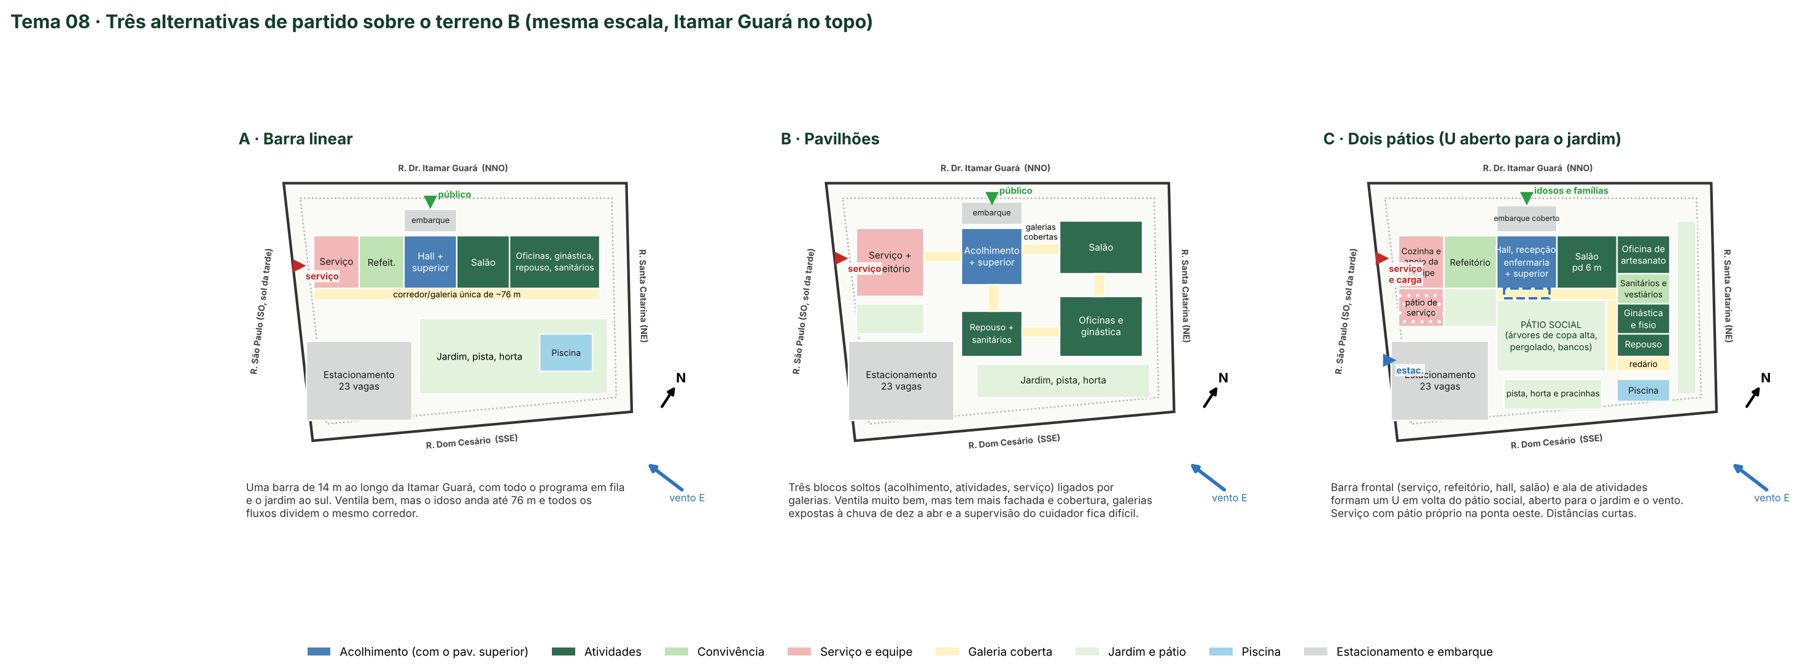 Tema 08 · Três alternativas de partido sobre o terreno B (mesma escala, Itamar Guará no topo)
A · Barra linear
R. Dr. Itamar Guará (NNO)
público
embarque
Serviço
Refeit.
Hall +
superior
Salão
Oficinas, ginástica,
repouso, sanitários
serviço
corredor/galeria única de ~76 m
R. São Paulo (SO, sol da tarde)
R. Santa Catarina (NE)
Jardim, pista, horta
Piscina
Estacionamento
23 vagas
N
R. Dom Cesário (SSE)
vento E
Uma barra de 14 m ao longo da Itamar Guará, com todo o programa em fila
e o jardim ao sul. Ventila bem, mas o idoso anda até 76 m e todos os
fluxos dividem o mesmo corredor.
B · Pavilhões
R. Dr. Itamar Guará (NNO)
público
embarque
galerias
cobertas
Serviço +
eitório
serviço
Acolhimento
+ superior
Salão
R. São Paulo (SO, sol da tarde)
R. Santa Catarina (NE)
Repouso +
sanitários
Oficinas e
ginástica
Estacionamento
23 vagas
Jardim, pista, horta
N
R. Dom Cesário (SSE)
vento E
Três blocos soltos (acolhimento, atividades, serviço) ligados por
galerias. Ventila muito bem, mas tem mais fachada e cobertura, galerias
expostas à chuva de dez a abr e a supervisão do cuidador fica difícil.
C · Dois pátios (U aberto para o jardim)
R. Dr. Itamar Guará (NNO)
idosos e famílias
embarque coberto
Cozinha e
da
serviço
e carga
Refeitório
Hall, recepção
enfermaria
+ superior
Salão
pd 6 m
Oficina de
artesanato
Sanitários e
vestiários
pátio de
serviço
PÁTIO SOCIAL
(árvores de copa alta,
pergolado, bancos)
Ginástica
e fisio
Repouso
redário
R. São Paulo (SO, sol da tarde)
R. Santa Catarina (NE)
estac.
23 vagas
pista, horta e pracinhas
Piscina
N
R. Dom Cesário (SSE)
vento E
Barra frontal (serviço, refeitório, hall, salão) e ala de atividades
formam um U em volta do pátio social, aberto para o jardim e o vento.
Serviço com pátio próprio na ponta oeste. Distâncias curtas.
Acolhimento (com o pav. superior)
Atividades
Convivência
Serviço e equipe
Galeria coberta
Jardim e pátio
Piscina
Estacionamento e embarque